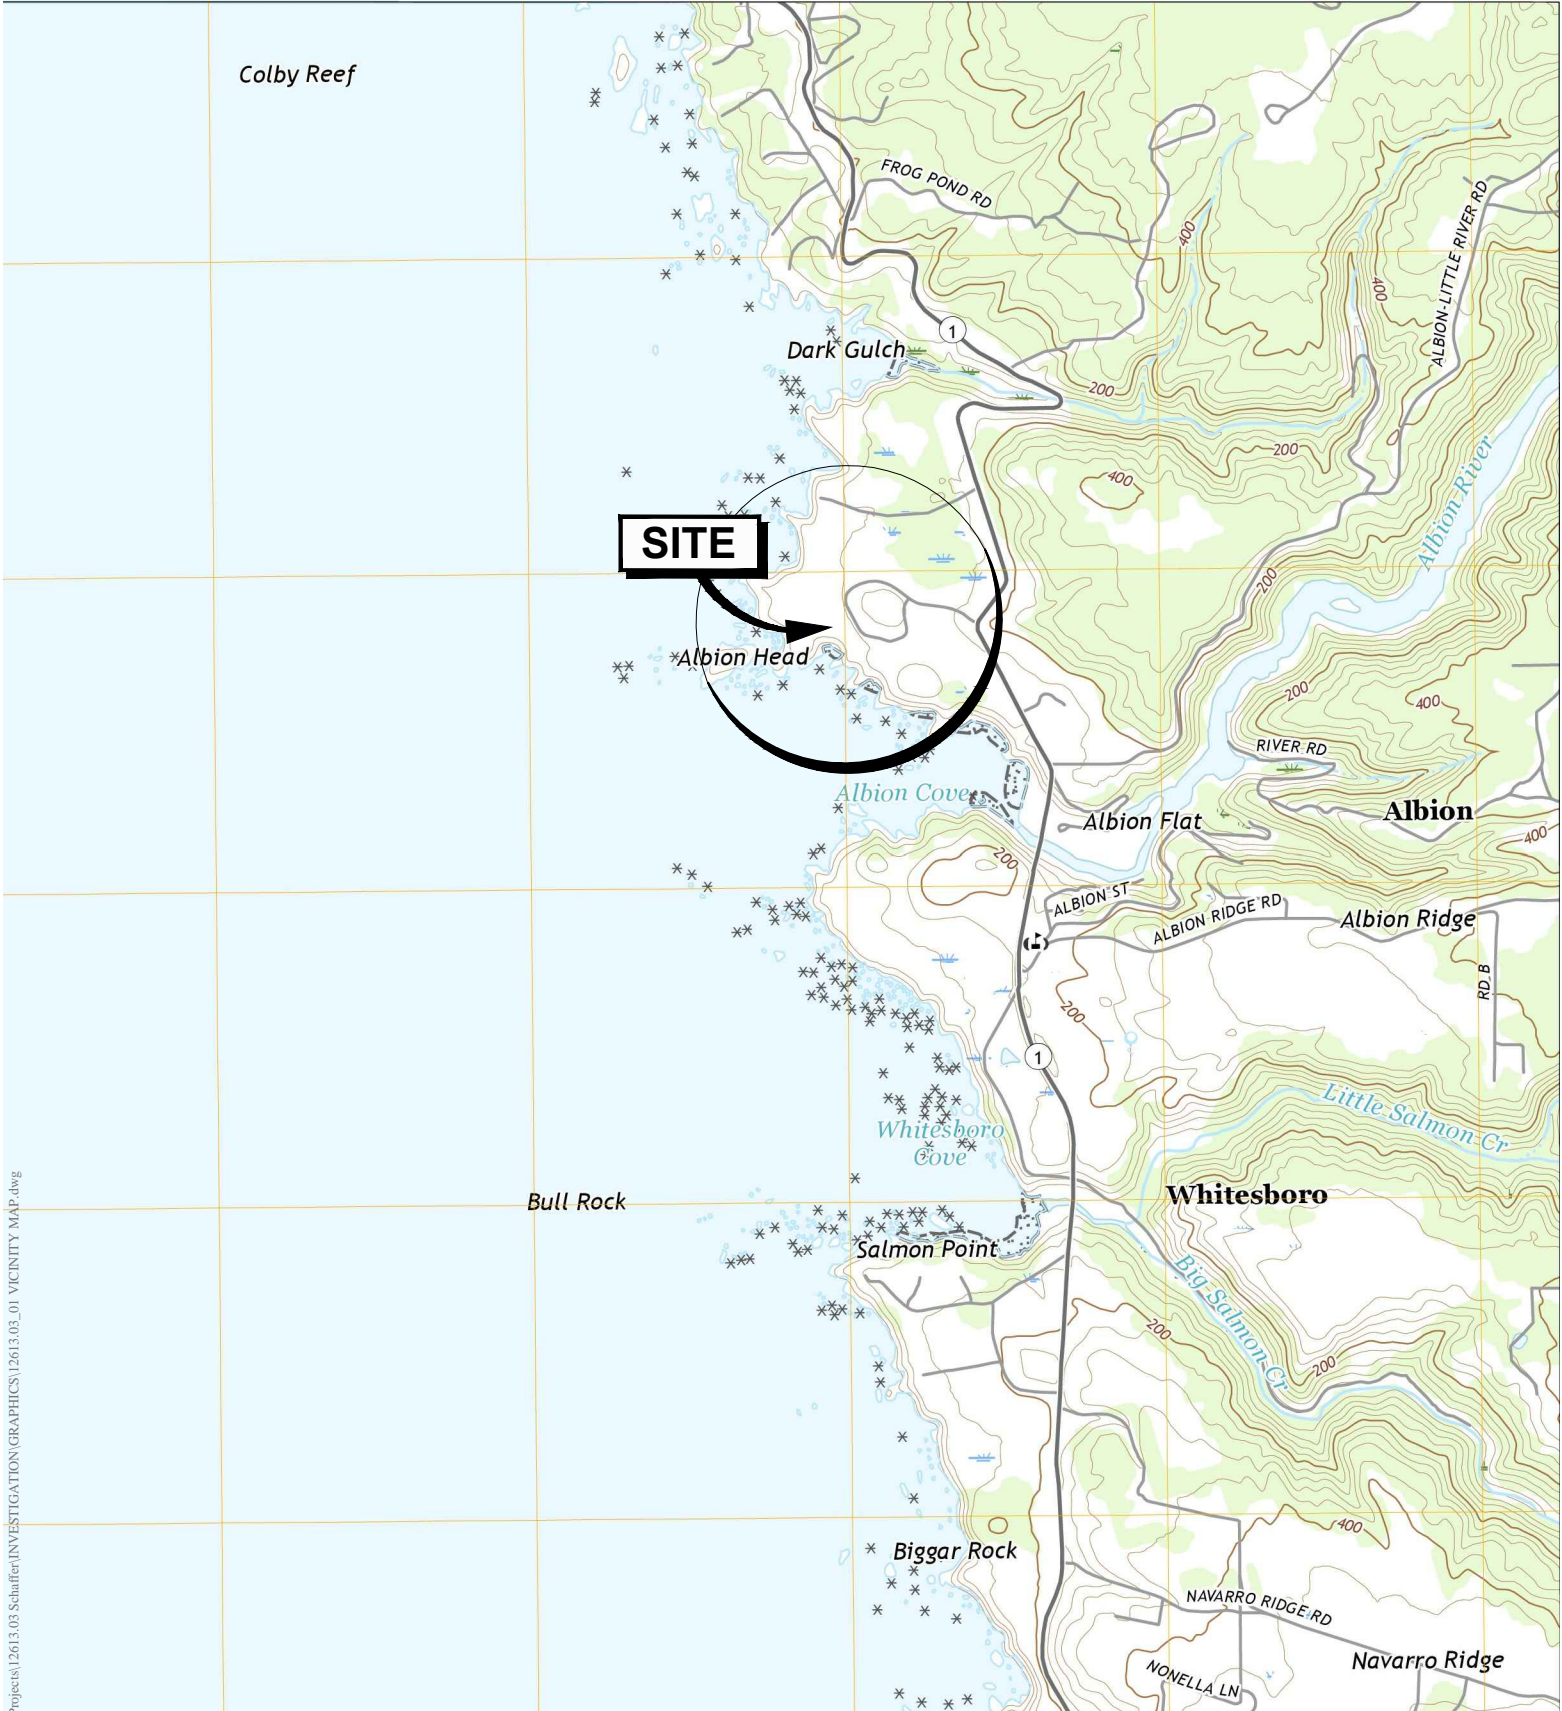 Colby Reef
FROG POND RD
400
ALBION-LITTLE RIVER RD
400
1
Dark Gulch
200
200
400
Albion River
SITE
200
Albion Head
200
400
RIVER RD
Albion Cove
Albion Flat
Albion
400
200
ALBION ST
ALBION RIDGE RD
Albion Ridge
RD B
200
1
Little Salmon Cr
Whitesboro
Cove
Bull Rock
Whitesboro
Salmon Point
Big Salmon Cr
200
200
400
Biggar Rock
NAVARRO RIDGE RD
Navarro Ridge
NONELLA LN
Projects\12613.03 Schaffer\INVESTIGATION\GRAPHICS\12613.03_01 VICINITY MAP.dwg